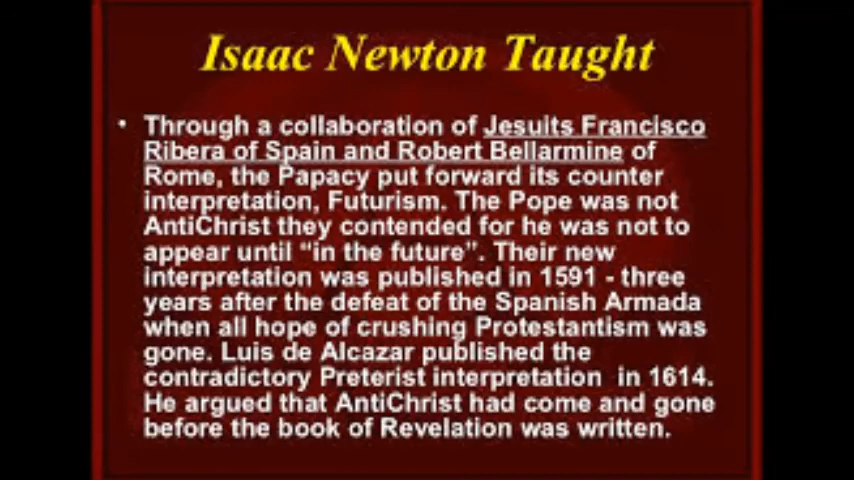 Isaac Newton Taught
• Through a collaboration of Jesuits Francisco
Ribera of Spain and Robert Bellarmine of
Rome, the Papacy put forward its counter
interpretation, Futurism. The Pope was not
AntiChrist they contended for he was not to
appear until “in the future”. Their new
interpretation was published in 1591 - three
years after the defeat of the Spanish Armada
when all hope of crushing Protestantism was
gone. Luis de Alcazar published the
contradictory Preterist interpretation in 1614.
He argued that AntiChrist had come and gone
before the book of Revelation was written.